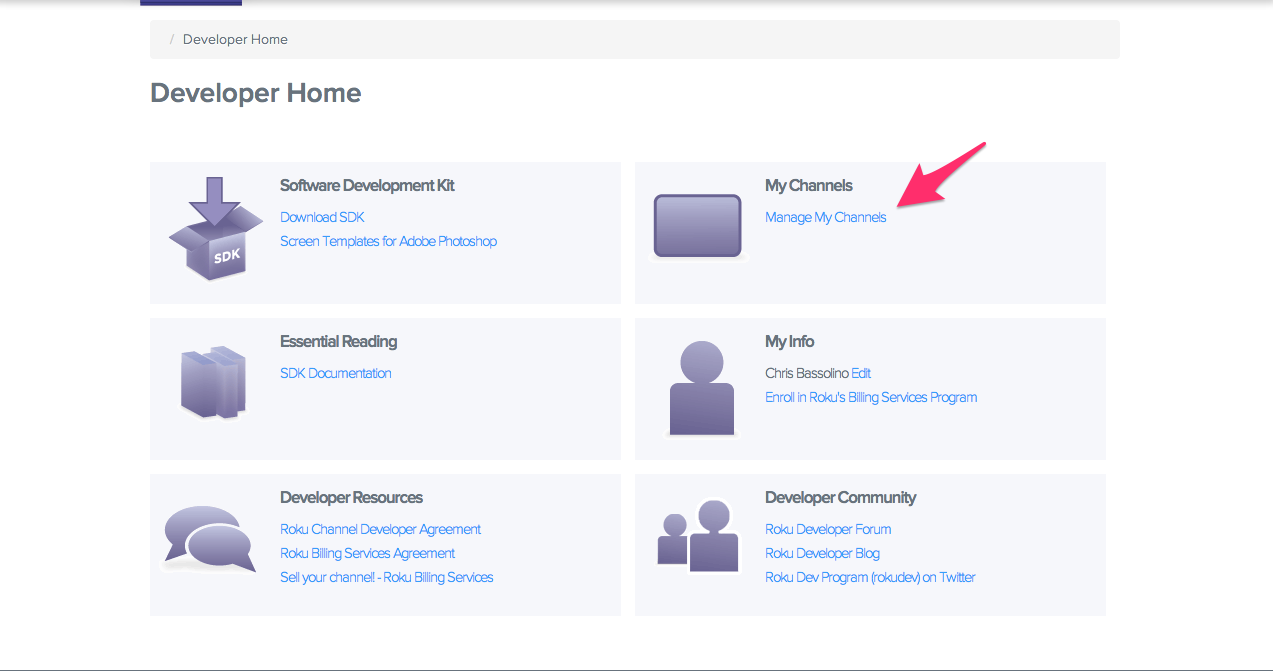 / Developer Home
Developer Home
Software Development Kit
Download SDK
Screen Templates for Adobe Photoshop
SDK
My Channels
Manage My Channels
Essential Reading
SDK Documentation
My Info
Chris Bassolino Edit
Enroll in Roku's Billing Services Program
Developer Resources
Roku Channel Developer Agreement
Roku Billing Services Agreement
Sell your channel! - Roku Billing Services
Developer Community
Roku Developer Forum
Roku Developer Blog
Roku Dev Program (rokudev) on Twitter